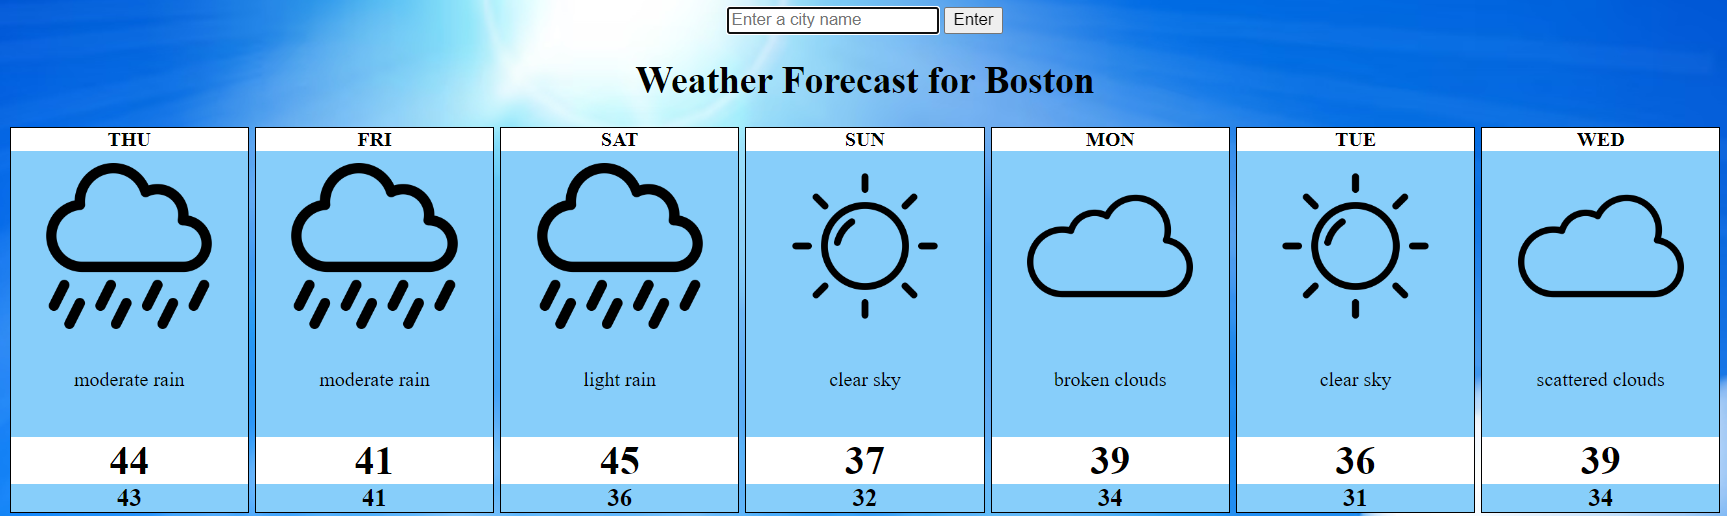 Enter a city name Enter
Weather Forecast for Boston
THU FRI SAT SUN MON TUE WED
moderate rain moderate rain light rain clear sky broken clouds clear sky scattered clouds
44 41 45 37 39 36 39
43 41 36 32 34 31 34